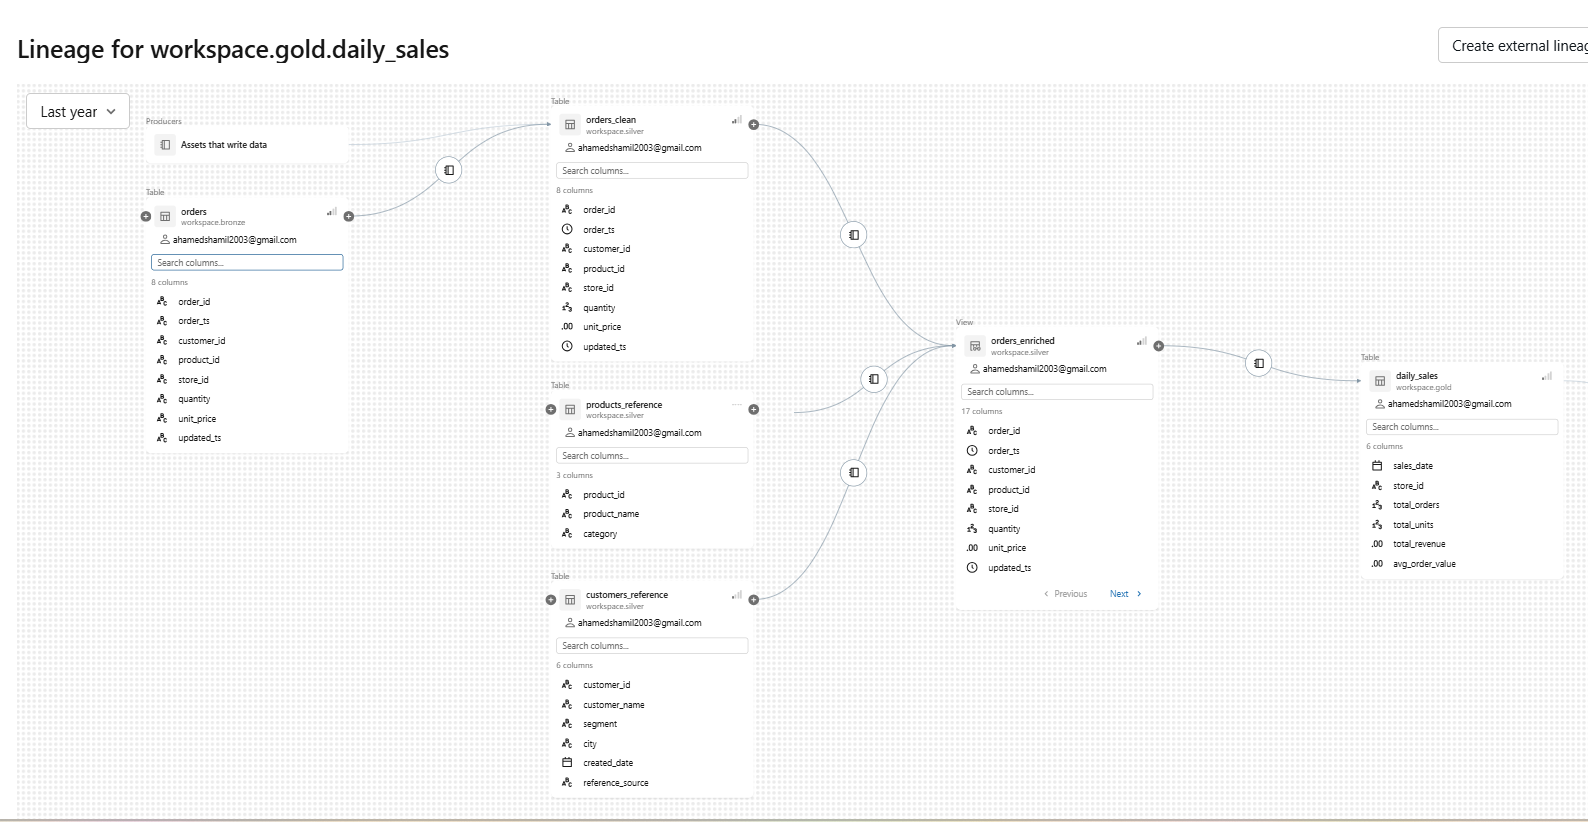 Lineage for workspace.gold.daily_sales
Create external lineag
Last year
Producers
Assets that write data
Table
orders
workspace.bronze
ahamedshamil2003@gmail.com
Search columns...
8 columns
order_id
order_ts
customer_id
product_id
store_id
quantity
unit_price
updated_ts
Table
orders_clean
workspace.silver
ahamedshamil2003@gmail.com
Search columns...
8 columns
order_id
order_ts
customer_id
product_id
store_id
quantity
unit_price
updated_ts
Table
products_reference
workspace.silver
ahamedshamil2003@gmail.com
Search columns...
3 columns
product_id
product_name
category
Table
customers_reference
workspace.silver
ahamedshamil2003@gmail.com
Search columns...
6 columns
customer_id
customer_name
segment
city
created_date
reference_source
View
orders_enriched
workspace.silver
ahamedshamil2003@gmail.com
Search columns...
17 columns
order_id
order_ts
customer_id
product_id
store_id
quantity
unit_price
updated_ts
Previous Next
Table
daily_sales
workspace.gold
ahamedshamil2003@gmail.com
Search columns...
6 columns
sales_date
store_id
total_orders
total_units
total_revenue
avg_order_value